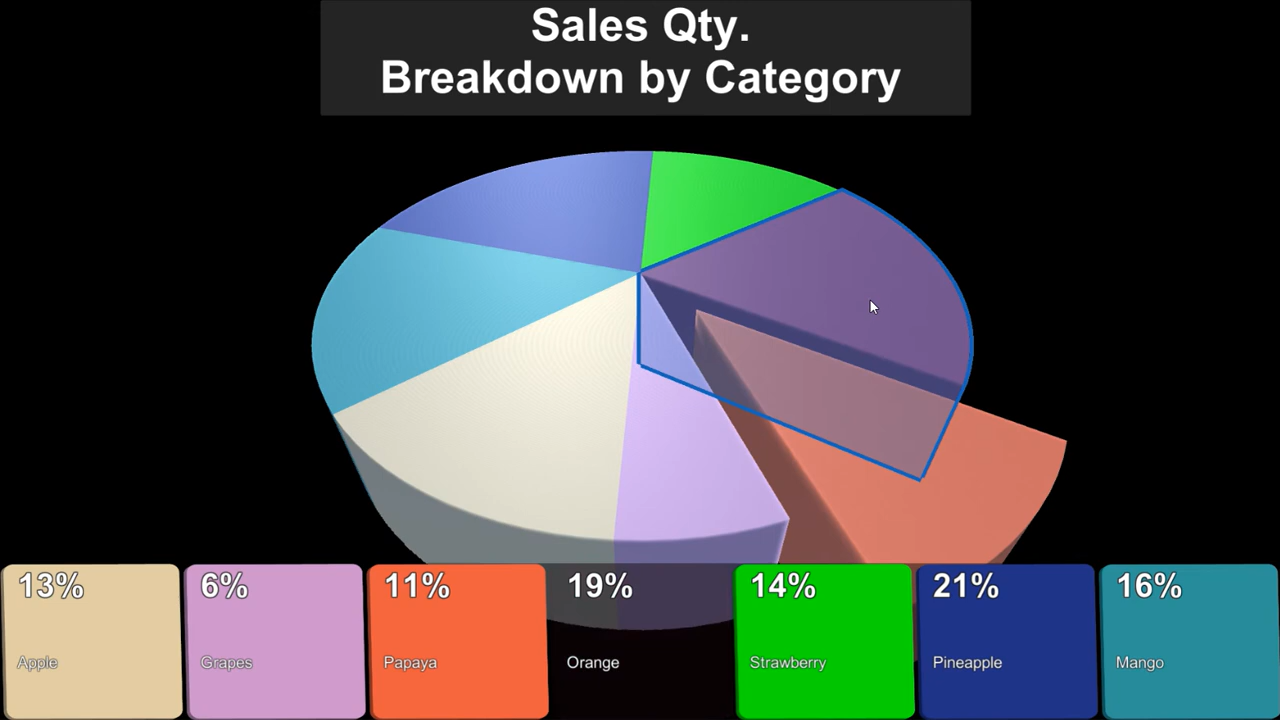 Sales Qty.
Breakdown by Category
13%
Apple
6%
Grapes
11%
Papaya
19%
Orange
14%
Strawberry
21%
Pineapple
16%
Mango